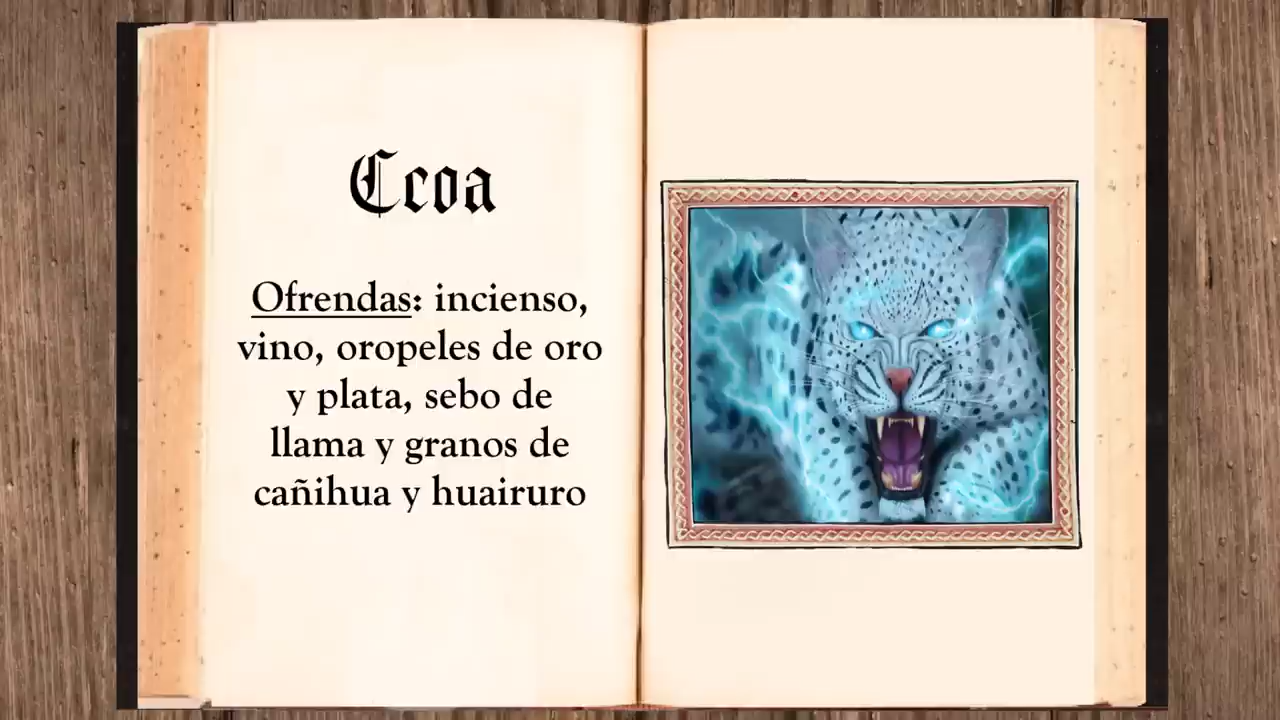 Ccoa
Ofrendas: incienso,
vino, oropeles de oro
y plata, sebo de
llama y granos de
cañihua y huairuro